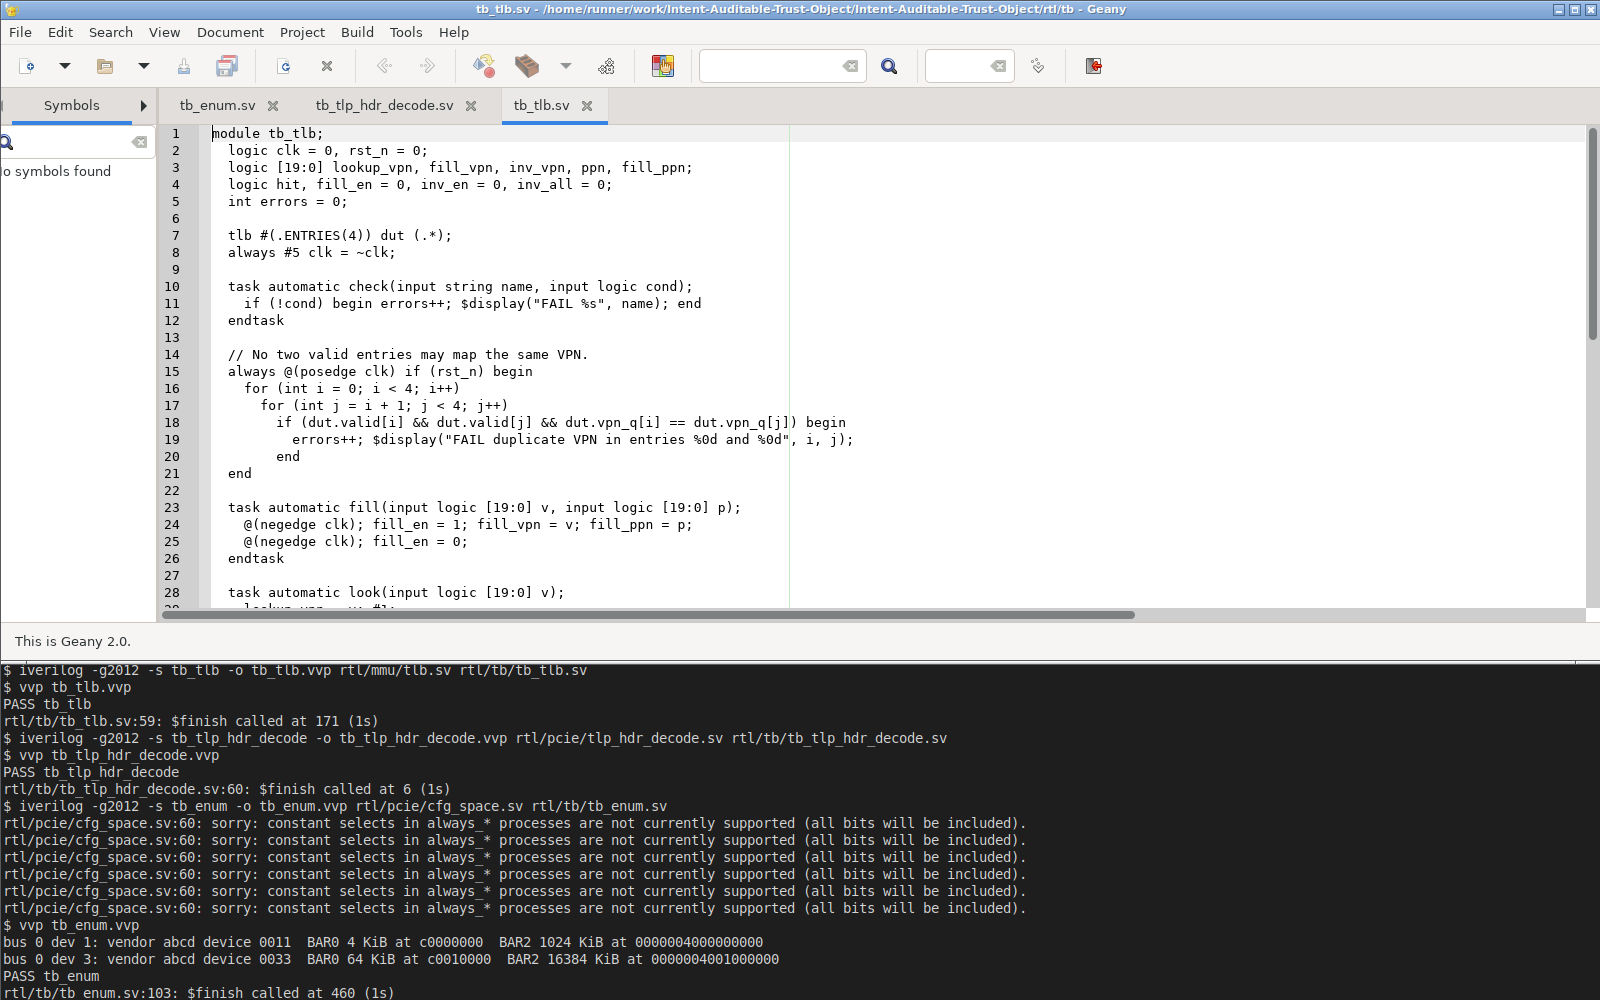 tb_tlb.sv - /home/runner/work/Intent-Auditable-Trust-Object/Intent-Auditable-Trust-Object/rtl/tb - Geany
File Edit Search View Document Project Build Tools Help
Symbols tb_enum.sv tb_tlp_hdr_decode.sv tb_tlb.sv
o symbols found
1 module tb_tlb;
2 logic clk = 0, rst_n = 0;
3 logic [19:0] lookup_vpn, fill_vpn, inv_vpn, ppn, fill_ppn;
4 logic hit, fill_en = 0, inv_en = 0, inv_all = 0;
5 int errors = 0;
6
7 tlb #(.ENTRIES(4)) dut (.*);
8 always #5 clk = ~clk;
9
10 task automatic check(input string name, input logic cond);
11 if (!cond) begin errors++; $display("FAIL %s", name); end
12 endtask
13
14 // No two valid entries may map the same VPN.
15 always @(posedge clk) if (rst_n) begin
16 for (int i = 0; i < 4; i++)
17 for (int j = i + 1; j < 4; j++)
18 if (dut.valid[i] && dut.valid[j] && dut.vpn_q[i] == dut.vpn_q[j]) begin
19 errors++; $display("FAIL duplicate VPN in entries %0d and %0d", i, j);
20 end
21 end
22
23 task automatic fill(input logic [19:0] v, input logic [19:0] p);
24 @(negedge clk); fill_en = 1; fill_vpn = v; fill_ppn = p;
25 @(negedge clk); fill_en = 0;
26 endtask
27
28 task automatic look(input logic [19:0] v);
This is Geany 2.0.
$ iverilog -g2012 -s tb_tlb -o tb_tlb.vvp rtl/mmu/tlb.sv rtl/tb/tb_tlb.sv
$ vvp tb_tlb.vvp
PASS tb_tlb
rtl/tb/tb_tlb.sv:59: $finish called at 171 (1s)
$ iverilog -g2012 -s tb_tlp_hdr_decode -o tb_tlp_hdr_decode.vvp rtl/pcie/tlp_hdr_decode.sv rtl/tb/tb_tlp_hdr_decode.sv
$ vvp tb_tlp_hdr_decode.vvp
PASS tb_tlp_hdr_decode
rtl/tb/tb_tlp_hdr_decode.sv:60: $finish called at 6 (1s)
$ iverilog -g2012 -s tb_enum -o tb_enum.vvp rtl/pcie/cfg_space.sv rtl/tb/tb_enum.sv
rtl/pcie/cfg_space.sv:60: sorry: constant selects in always_* processes are not currently supported (all bits will be included).
rtl/pcie/cfg_space.sv:60: sorry: constant selects in always_* processes are not currently supported (all bits will be included).
rtl/pcie/cfg_space.sv:60: sorry: constant selects in always_* processes are not currently supported (all bits will be included).
rtl/pcie/cfg_space.sv:60: sorry: constant selects in always_* processes are not currently supported (all bits will be included).
rtl/pcie/cfg_space.sv:60: sorry: constant selects in always_* processes are not currently supported (all bits will be included).
rtl/pcie/cfg_space.sv:60: sorry: constant selects in always_* processes are not currently supported (all bits will be included).
$ vvp tb_enum.vvp
bus 0 dev 1: vendor abcd device 0011  BAR0 4 KiB at c0000000  BAR2 1024 KiB at 0000004000000000
bus 0 dev 3: vendor abcd device 0033  BAR0 64 KiB at c0010000  BAR2 16384 KiB at 0000004001000000
PASS tb_enum
rtl/tb/tb_enum.sv:103: $finish called at 460 (1s)